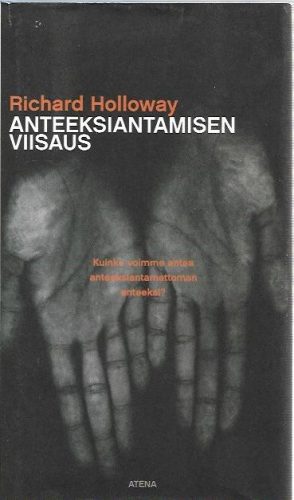 Richard Holloway
ANTEEKSIANTAMISEN
VIISAUS
Kuinka voimme antaa
anteeksiantamattoman
anteeksi?
ATENA